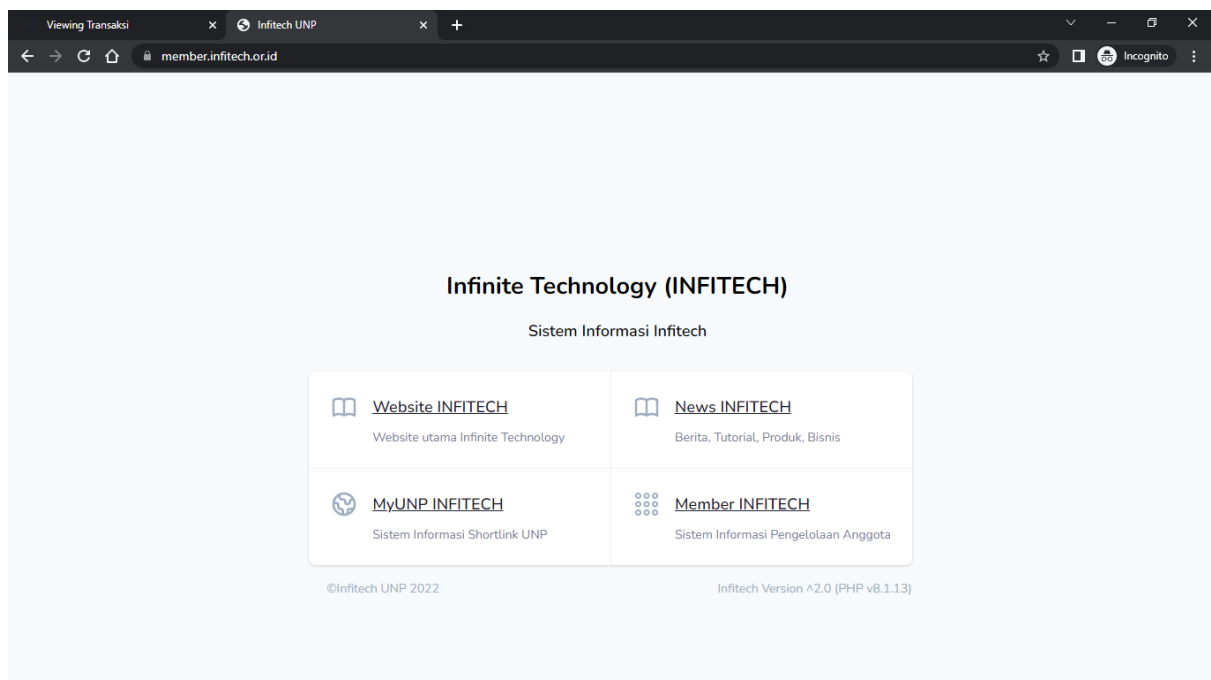 Viewing Transaksi
Infitech UNP
member.infitech.or.id
Incognito
Infinite Technology (INFITECH)
Sistem Informasi Infitech
Website INFITECH
Website utama Infinite Technology
News INFITECH
Berita, Tutorial, Produk, Bisnis
MyUNP INFITECH
Sistem Informasi Shortlink UNP
Member INFITECH
Sistem Informasi Pengelolaan Anggota
©Infitech UNP 2022
Infitech Version ^2.0 (PHP v8.1.13)